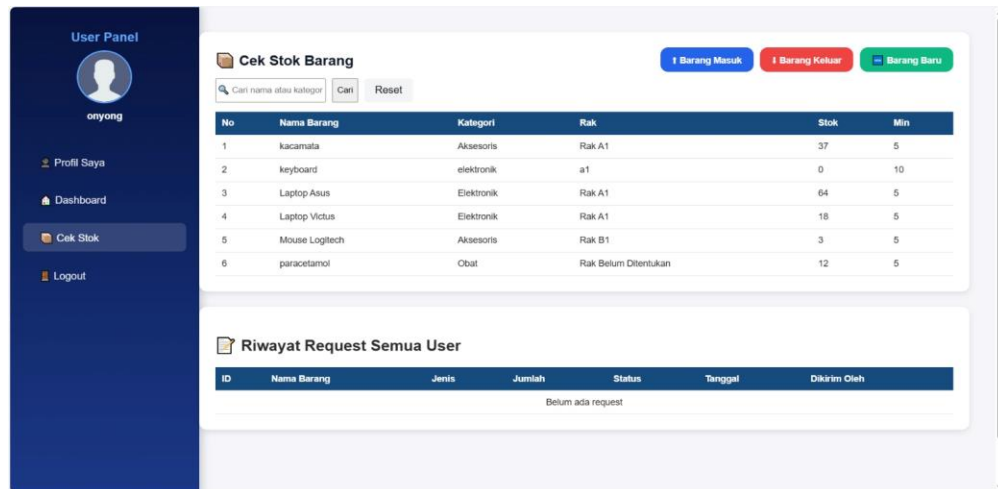 User Panel
onyong
Profil Saya
Dashboard
Cek Stok
Logout
Cek Stok Barang
Barang Masuk
Barang Keluar
Barang Baru
Cari nama atau kategor
Cari
Reset
No Nama Barang Kategori Rak Stok Min
1 kacamata Aksesoris Rak A1 37 5
2 keyboard elektronik a1 0 10
3 Laptop Asus Elektronik Rak A1 64 5
4 Laptop Victus Elektronik Rak A1 18 5
5 Mouse Logitech Aksesoris Rak B1 3 5
6 paracetamol Obat Rak Belum Ditentukan 12 5
Riwayat Request Semua User
ID Nama Barang Jenis Jumlah Status Tanggal Dikirim Oleh
Belum ada request